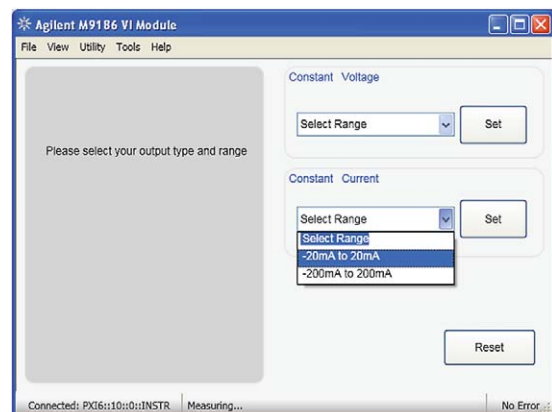 Agilent M9186 VI Module
File View Utility Tools Help
Please select your output type and range
Constant Voltage
Select Range
Set
Constant Current
Select Range
Set
Select Range
-20mA to 20mA
-200mA to 200mA
Reset
Connected: PXI6::10::0::INSTR
Measuring...
No Error